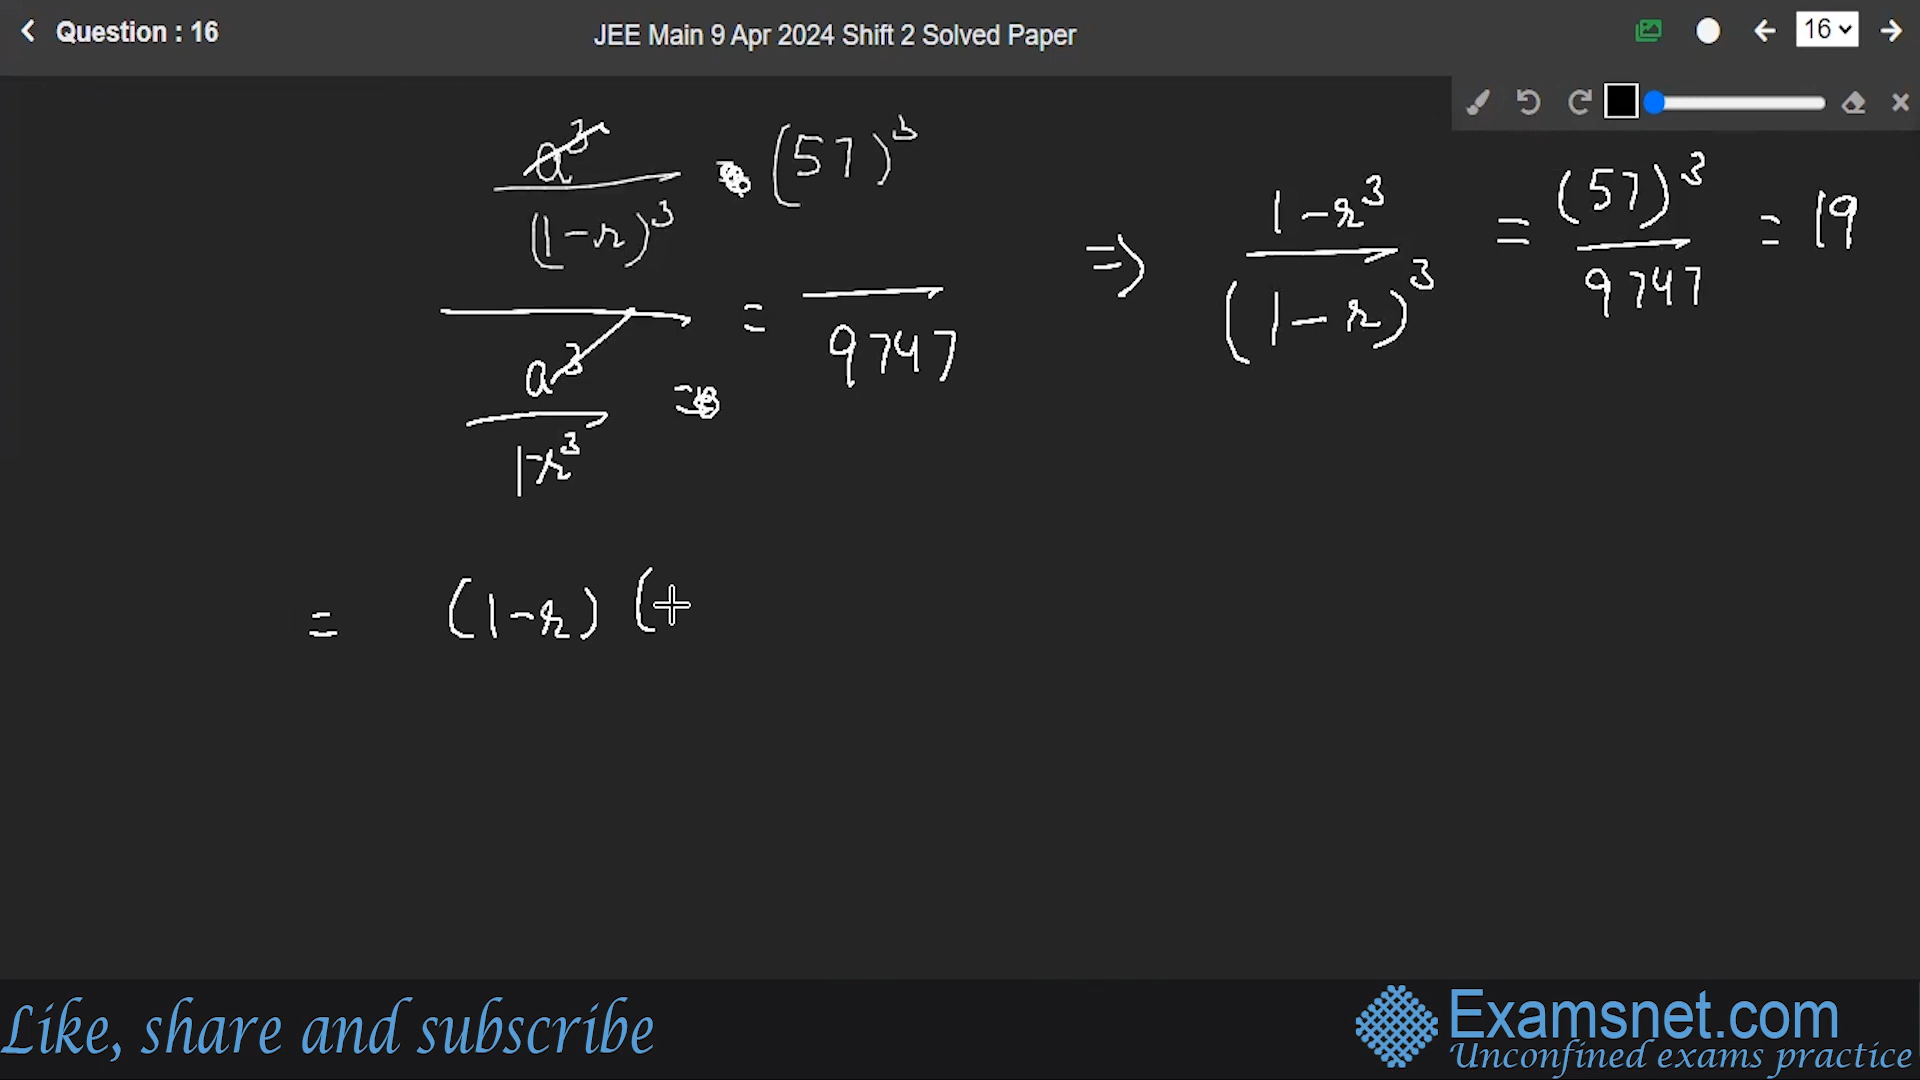 Question : 16
JEE Main 9 Apr 2024 Shift 2 Solved Paper
16
a³ / (1-r)³ / a³ / 1-r³ = (57)³ / 9747
⇒ 1-r³ / (1-r)³ = (57)³ / 9747 = 19
= (1-r) (
Like, share and subscribe
Examsnet.com
Unconfined exams practice